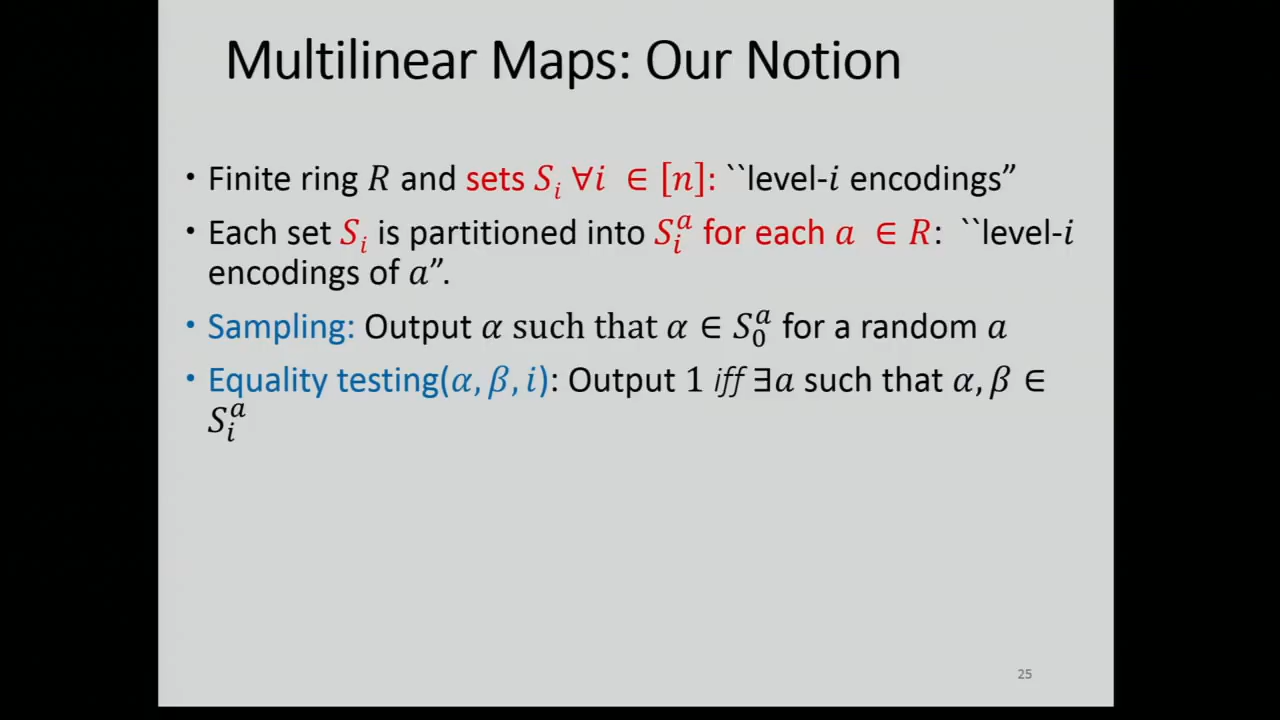 Multilinear Maps: Our Notion
• Finite ring R and sets S_i ∀i ∈ [n]: ``level-i encodings”
• Each set S_i is partitioned into S_i^a for each a ∈ R: ``level-i
encodings of a”.
• Sampling: Output α such that α ∈ S_0^a for a random a
• Equality testing(α, β, i): Output 1 iff ∃a such that α, β ∈
S_i^a
25